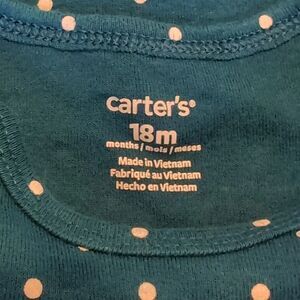 carter's®
18m
months / mois / meses
Made in Vietnam
Fabriqué au Vietnam
Hecho en Vietnam